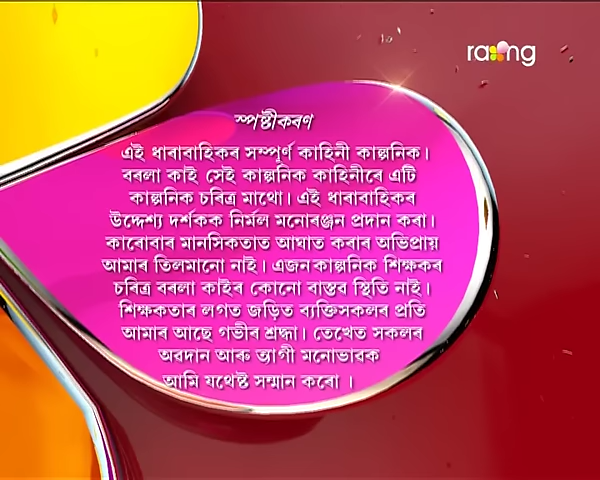 rang
স্পষ্টীকৰণ
এই ধাৰাবাহিকৰ সম্পূৰ্ণ কাহিনী কাল্পনিক।
বৰলা কাই সেই কাল্পনিক কাহিনীৰে এটি
কাল্পনিক চৰিত্ৰ মাথো। এই ধাৰাবাহিকৰ
উদ্দেশ্য দৰ্শকক নিৰ্মল মনোৰঞ্জন প্ৰদান কৰা।
কাৰোবাৰ মানসিকতাত আঘাত কৰাৰ অভিপ্ৰায়
আমাৰ তিলমানো নাই। এজন কাল্পনিক শিক্ষকৰ
চৰিত্ৰ বৰলা কাইৰ কোনো বাস্তৱ স্থিতি নাই।
শিক্ষকতাৰ লগত জড়িত ব্যক্তিসকলৰ প্ৰতি
আমাৰ আছে গভীৰ শ্ৰদ্ধা। তেখেত সকলৰ
অৱদান আৰু ত্যাগী মনোভাৱক
আমি যথেষ্ট সন্মান কৰো ।